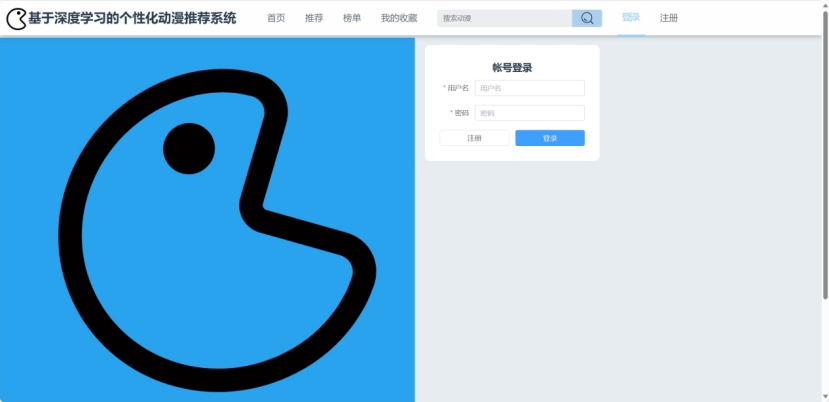 基于深度学习的个性化动漫推荐系统 首页 推荐 榜单 我的收藏 搜索动漫 登录 注册
帐号登录
* 用户名 用户名
* 密码 密码
注册 登录